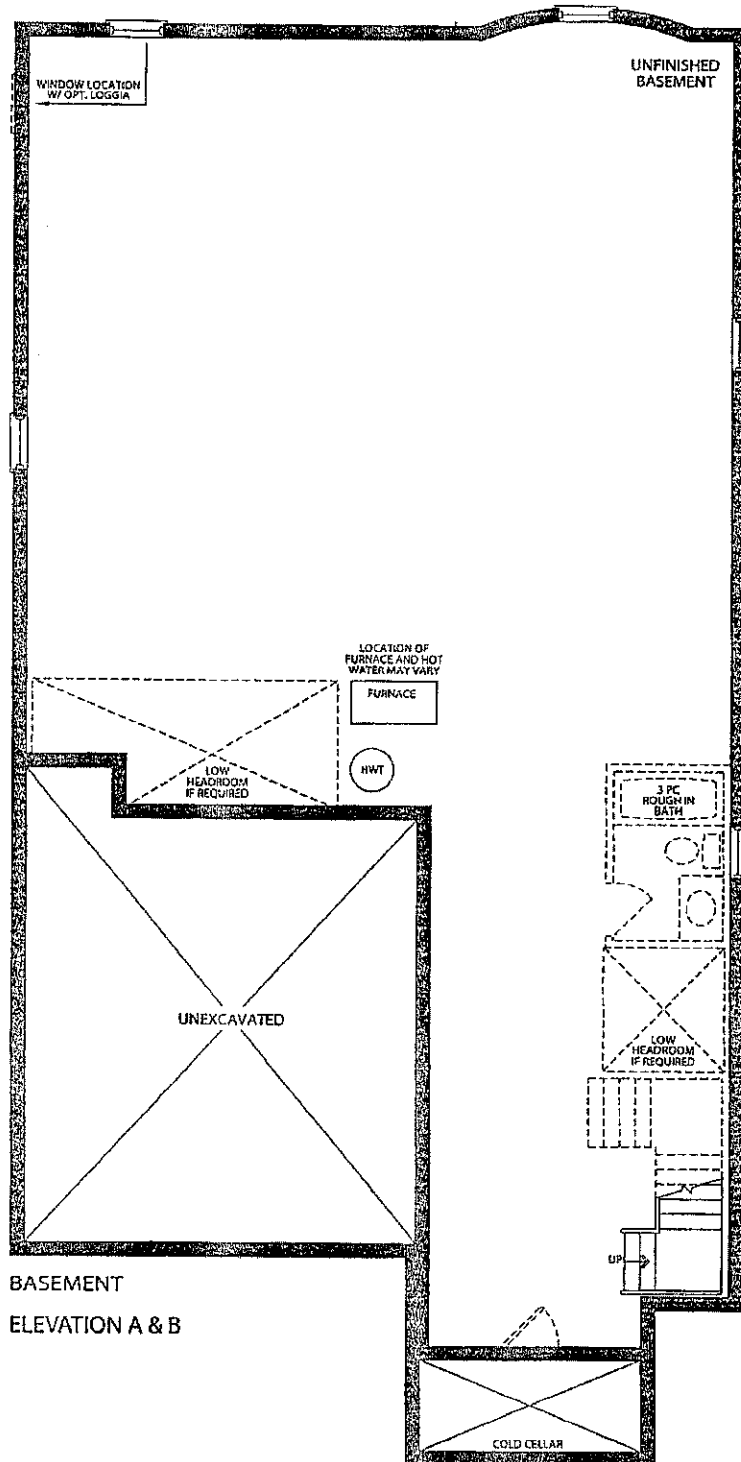 WINDOW LOCATION
W/ OPT. LOGGIA
UNFINISHED
BASEMENT
LOCATION OF
FURNACE AND HOT
WATER MAY VARY
FURNACE
HWT
LOW
HEADROOM
IF REQUIRED
3 PC
ROUGH IN
BATH
UNEXCAVATED
LOW
HEADROOM
IF REQUIRED
UP
BASEMENT
ELEVATION A & B
COLD CELLAR